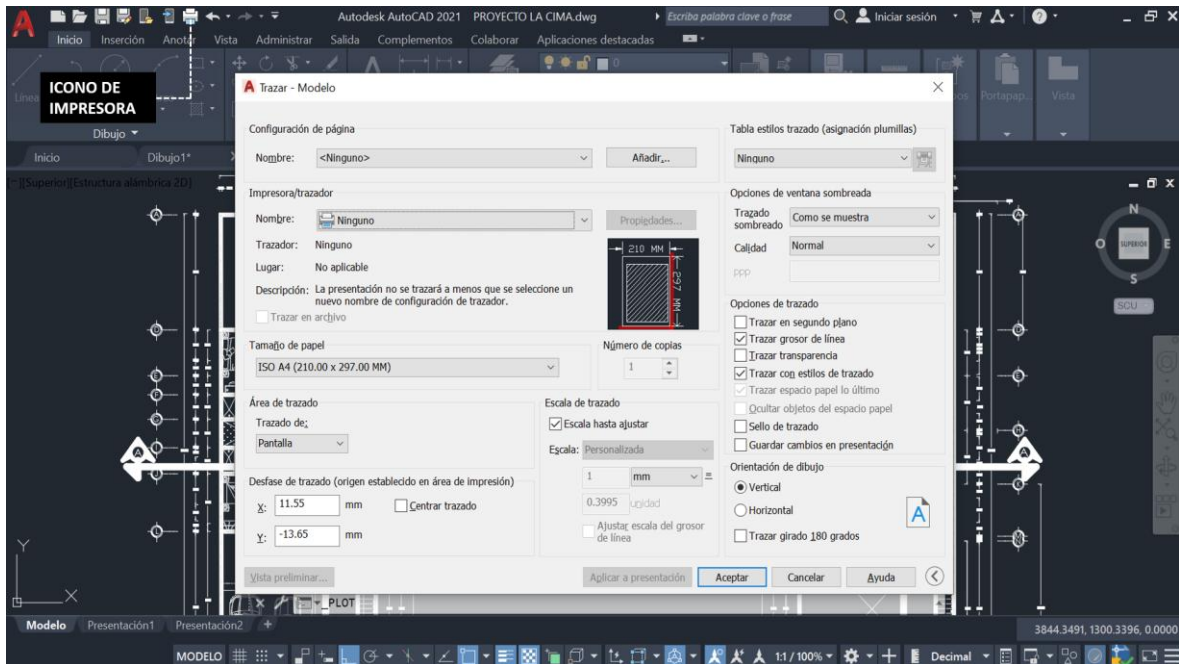 Autodesk AutoCAD 2021 PROYECTO LA CIMA.dwg
Escriba palabra clave o frase
Iniciar sesión
Inicio Inserción Anotar Vista Administrar Salida Complementos Colaborar Aplicaciones destacadas
ICONO DE
IMPRESORA
Línea
Portapap...
Vista
Dibujo
Inicio
Dibujo1*
[-][Superior][Estructura alámbrica 2D]
Trazar - Modelo
Configuración de página
Nombre: <Ninguno> Añadir...
Impresora/trazador
Nombre: Ninguno Propiedades...
Trazador: Ninguno
Lugar: No aplicable
Descripción: La presentación no se trazará a menos que se seleccione un
nuevo nombre de configuración de trazador.
Trazar en archivo
210 MM
297 MM
Tamaño de papel
ISO A4 (210.00 x 297.00 MM)
Número de copias
1
Área de trazado
Trazado de:
Pantalla
Escala de trazado
Escala hasta ajustar
Escala: Personalizada
1 mm =
0.3995 unidad
Ajustar escala del grosor
de línea
Desfase de trazado (origen establecido en área de impresión)
X: 11.55 mm Centrar trazado
Y: -13.65 mm
Tabla estilos trazado (asignación plumillas)
Ninguno
Opciones de ventana sombreada
Trazado
sombreado
Como se muestra
Calidad Normal
PPP
Opciones de trazado
Trazar en segundo plano
Trazar grosor de línea
Trazar transparencia
Trazar con estilos de trazado
Trazar espacio papel lo último
Ocultar objetos del espacio papel
Sello de trazado
Guardar cambios en presentación
Orientación de dibujo
Vertical
Horizontal
A
Trazar girado 180 grados
Vista preliminar... Aplicar a presentación Aceptar Cancelar Ayuda
N
O SUPERIOR E
S
SCU
Y
X
_PLOT
Modelo Presentación1 Presentación2 +
3844.3491, 1300.3396, 0.0000
MODELO 1:1 / 100% Decimal